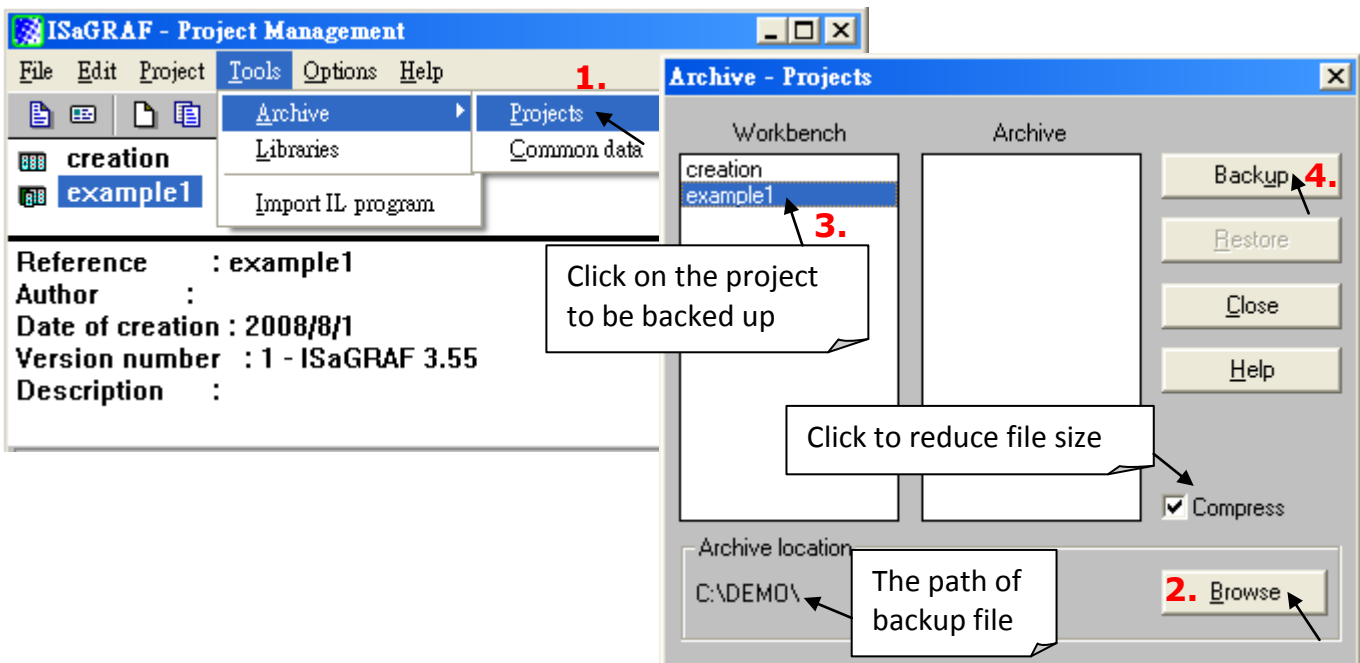 ISaGRAF - Project Management
File Edit Project Tools Options Help
1.
Archive
Projects
Libraries
Common data
Import IL program
creation
example1
Reference : example1
Author :
Date of creation : 2008/8/1
Version number : 1 - ISaGRAF 3.55
Description :
Archive - Projects
Workbench
Archive
creation
example1
3.
Click on the project
to be backed up
Backup
4.
Restore
Close
Help
Click to reduce file size
Compress
Archive location
C:\DEMO\
The path of
backup file
2.
Browse